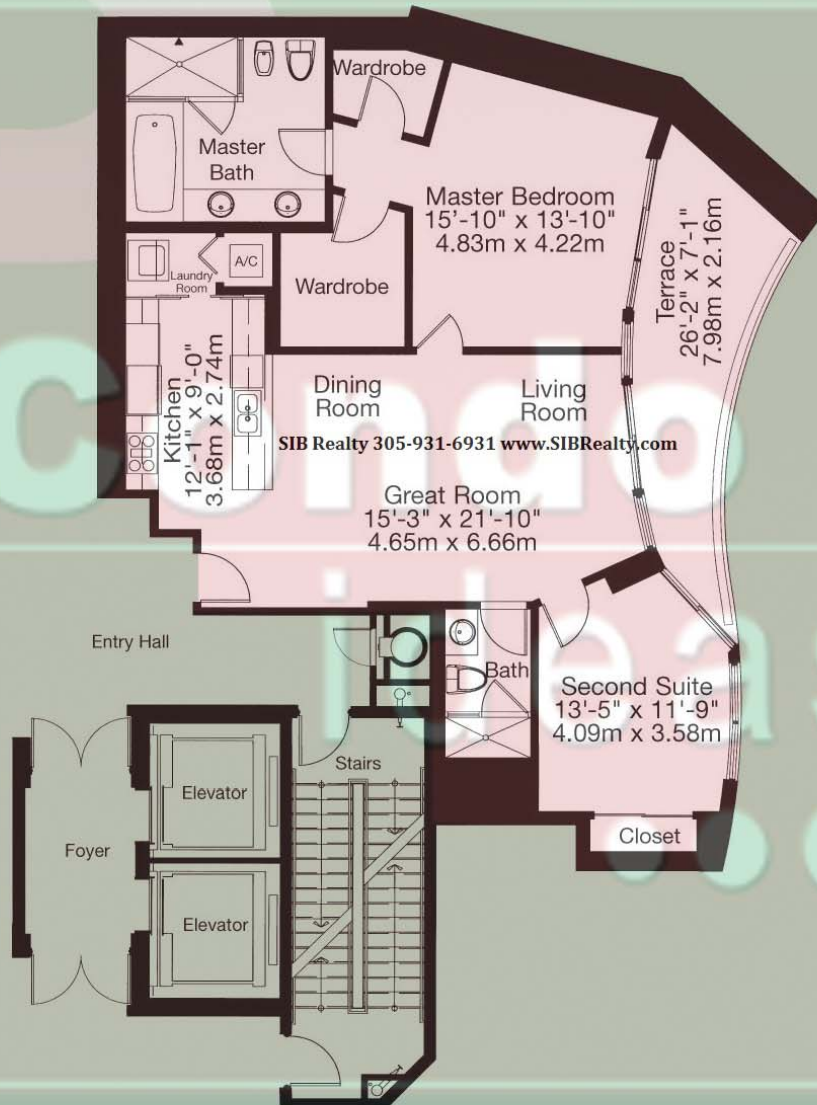 Wardrobe
Master
Bath
Master Bedroom
15'-10" x 13'-10"
4.83m x 4.22m
Terrace
26'-2" x 7'-1"
7.98m x 2.16m
A/C
Laundry
Room
Wardrobe
Kitchen
12'-1" x 9'-0"
3.68m x 2.74m
Dining
Room
Living
Room
SIB Realty 305-931-6931 www.SIBRealty.com
condo
ideas
Great Room
15'-3" x 21'-10"
4.65m x 6.66m
Entry Hall
Bath
Second Suite
13'-5" x 11'-9"
4.09m x 3.58m
Stairs
Elevator
Foyer
Closet
Elevator